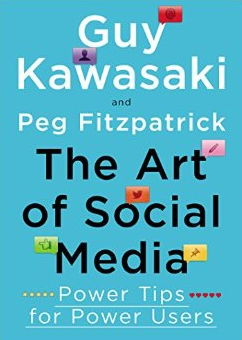 Guy
Kawasaki
and
Peg Fitzpatrick
The Art
of Social
Media
Power Tips
for Power Users